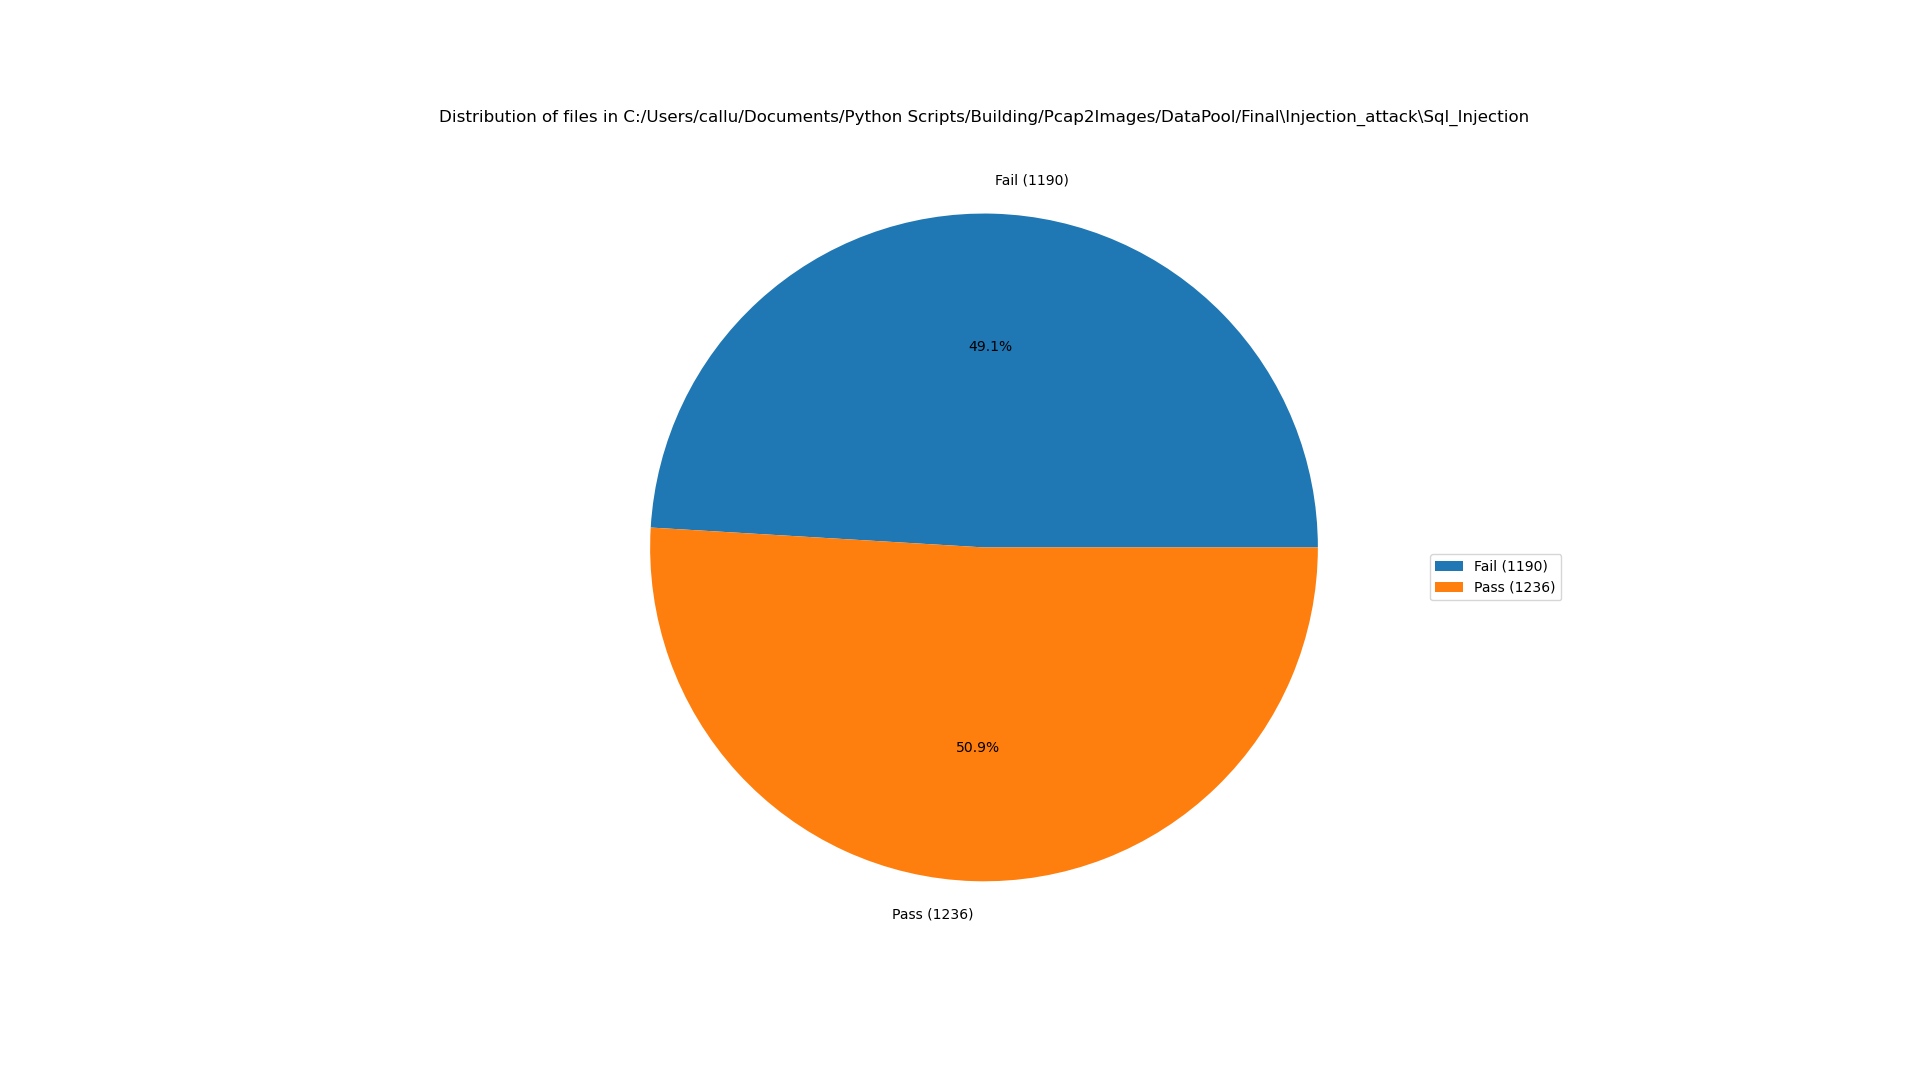 Distribution of files in C:/Users/callu/Documents/Python Scripts/Building/Pcap2Images/DataPool/Final\Injection_attack\Sql_Injection
Fail (1190)
49.1%
Fail (1190)
Pass (1236)
50.9%
Pass (1236)